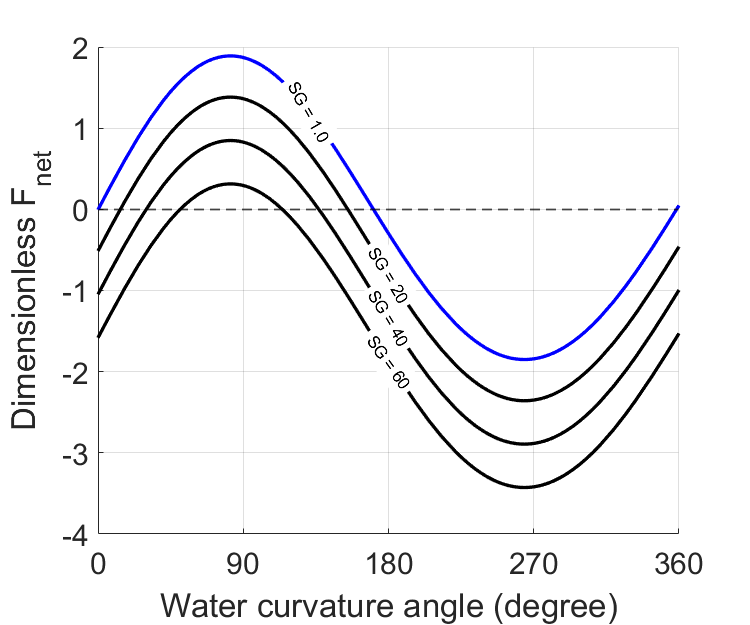 2
1
0
-1
-2
-3
-4
Dimensionless F_net
SG = 1.0
SG = 20
SG = 40
SG = 60
0 90 180 270 360
Water curvature angle (degree)